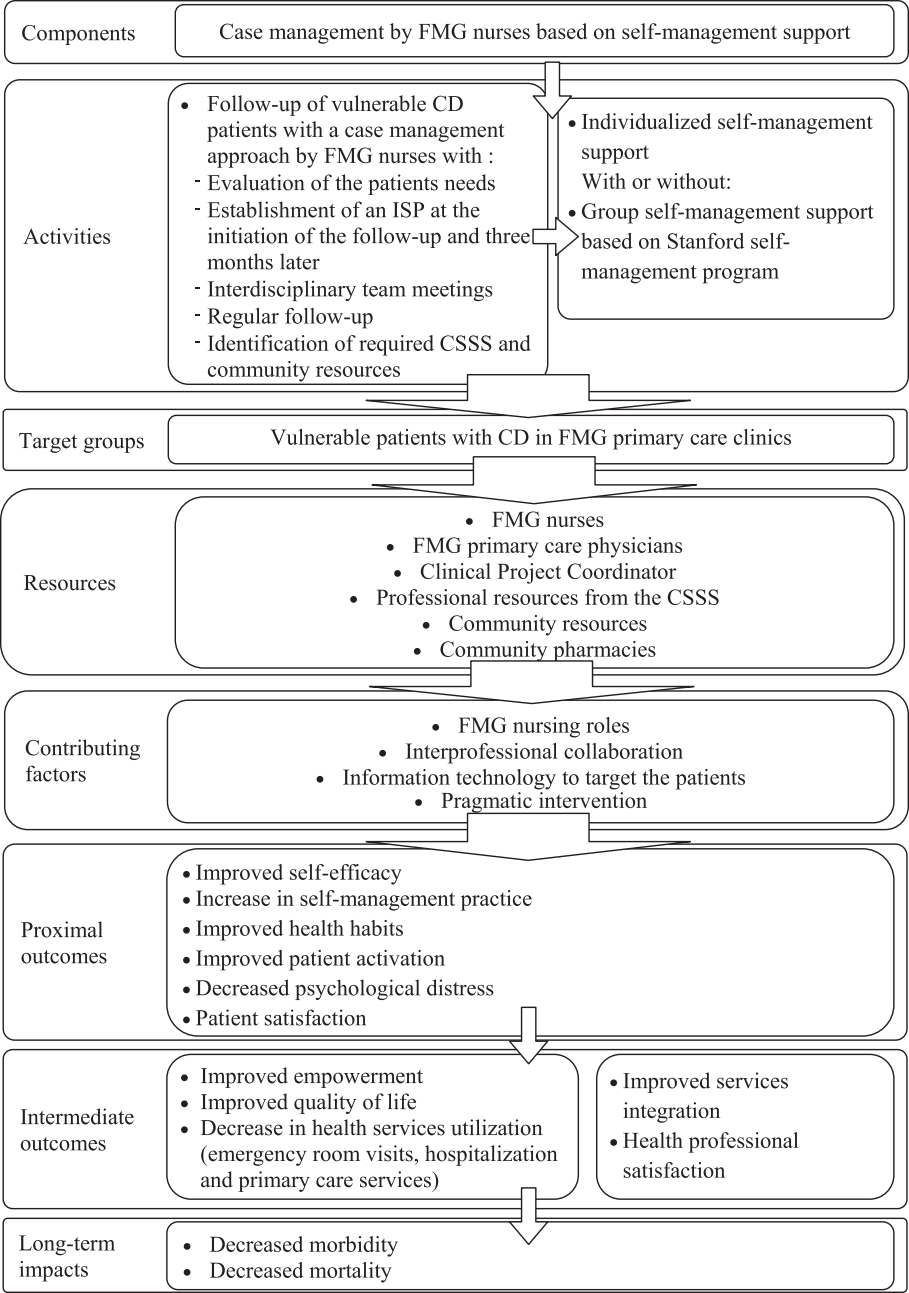 Components
Case management by FMG nurses based on self-management support
Activities
• Follow-up of vulnerable CD
patients with a case management
approach by FMG nurses with :
- Evaluation of the patients needs
- Establishment of an ISP at the
initiation of the follow-up and three
months later
- Interdisciplinary team meetings
- Regular follow-up
- Identification of required CSSS and
community resources
• Individualized self-management
support
With or without:
• Group self-management support
based on Stanford self-
management program
Target groups
Vulnerable patients with CD in FMG primary care clinics
Resources
• FMG nurses
• FMG primary care physicians
• Clinical Project Coordinator
• Professional resources from the CSSS
• Community resources
• Community pharmacies
Contributing
factors
• FMG nursing roles
• Interprofessional collaboration
• Information technology to target the patients
• Pragmatic intervention
Proximal
outcomes
• Improved self-efficacy
• Increase in self-management practice
• Improved health habits
• Improved patient activation
• Decreased psychological distress
• Patient satisfaction
Intermediate
outcomes
• Improved empowerment
• Improved quality of life
• Decrease in health services utilization
(emergency room visits, hospitalization
and primary care services)
• Improved services
integration
• Health professional
satisfaction
Long-term
impacts
• Decreased morbidity
• Decreased mortality